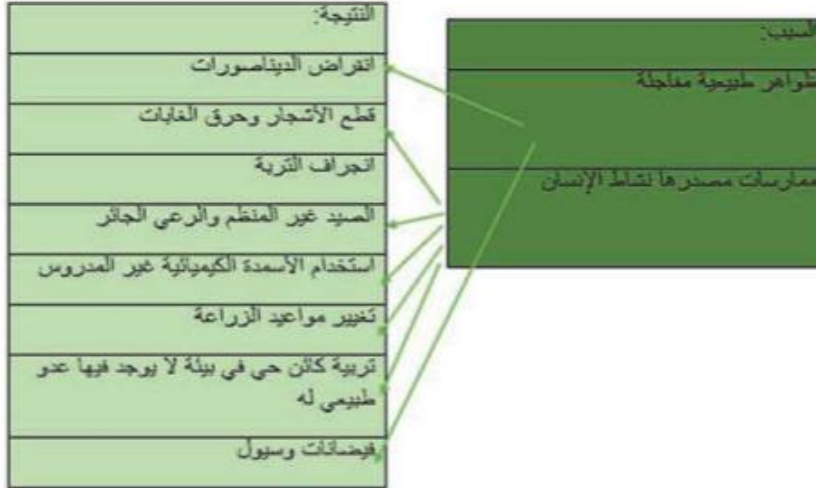 السبب:
ظواهر طبيعية مفاجئة
ممارسات مصدرها نشاط الإنسان
النتيجة:
انقراض الديناصورات
قطع الأشجار وحرق الغابات
انجراف التربة
الصيد غير المنظم والرعي الجائر
استخدام الأسمدة الكيميائية غير المدروس
تغيير مواعيد الزراعة
تربية كائن حي في بيئة لا يوجد فيها عدو
طبيعي له
فيضانات وسيول